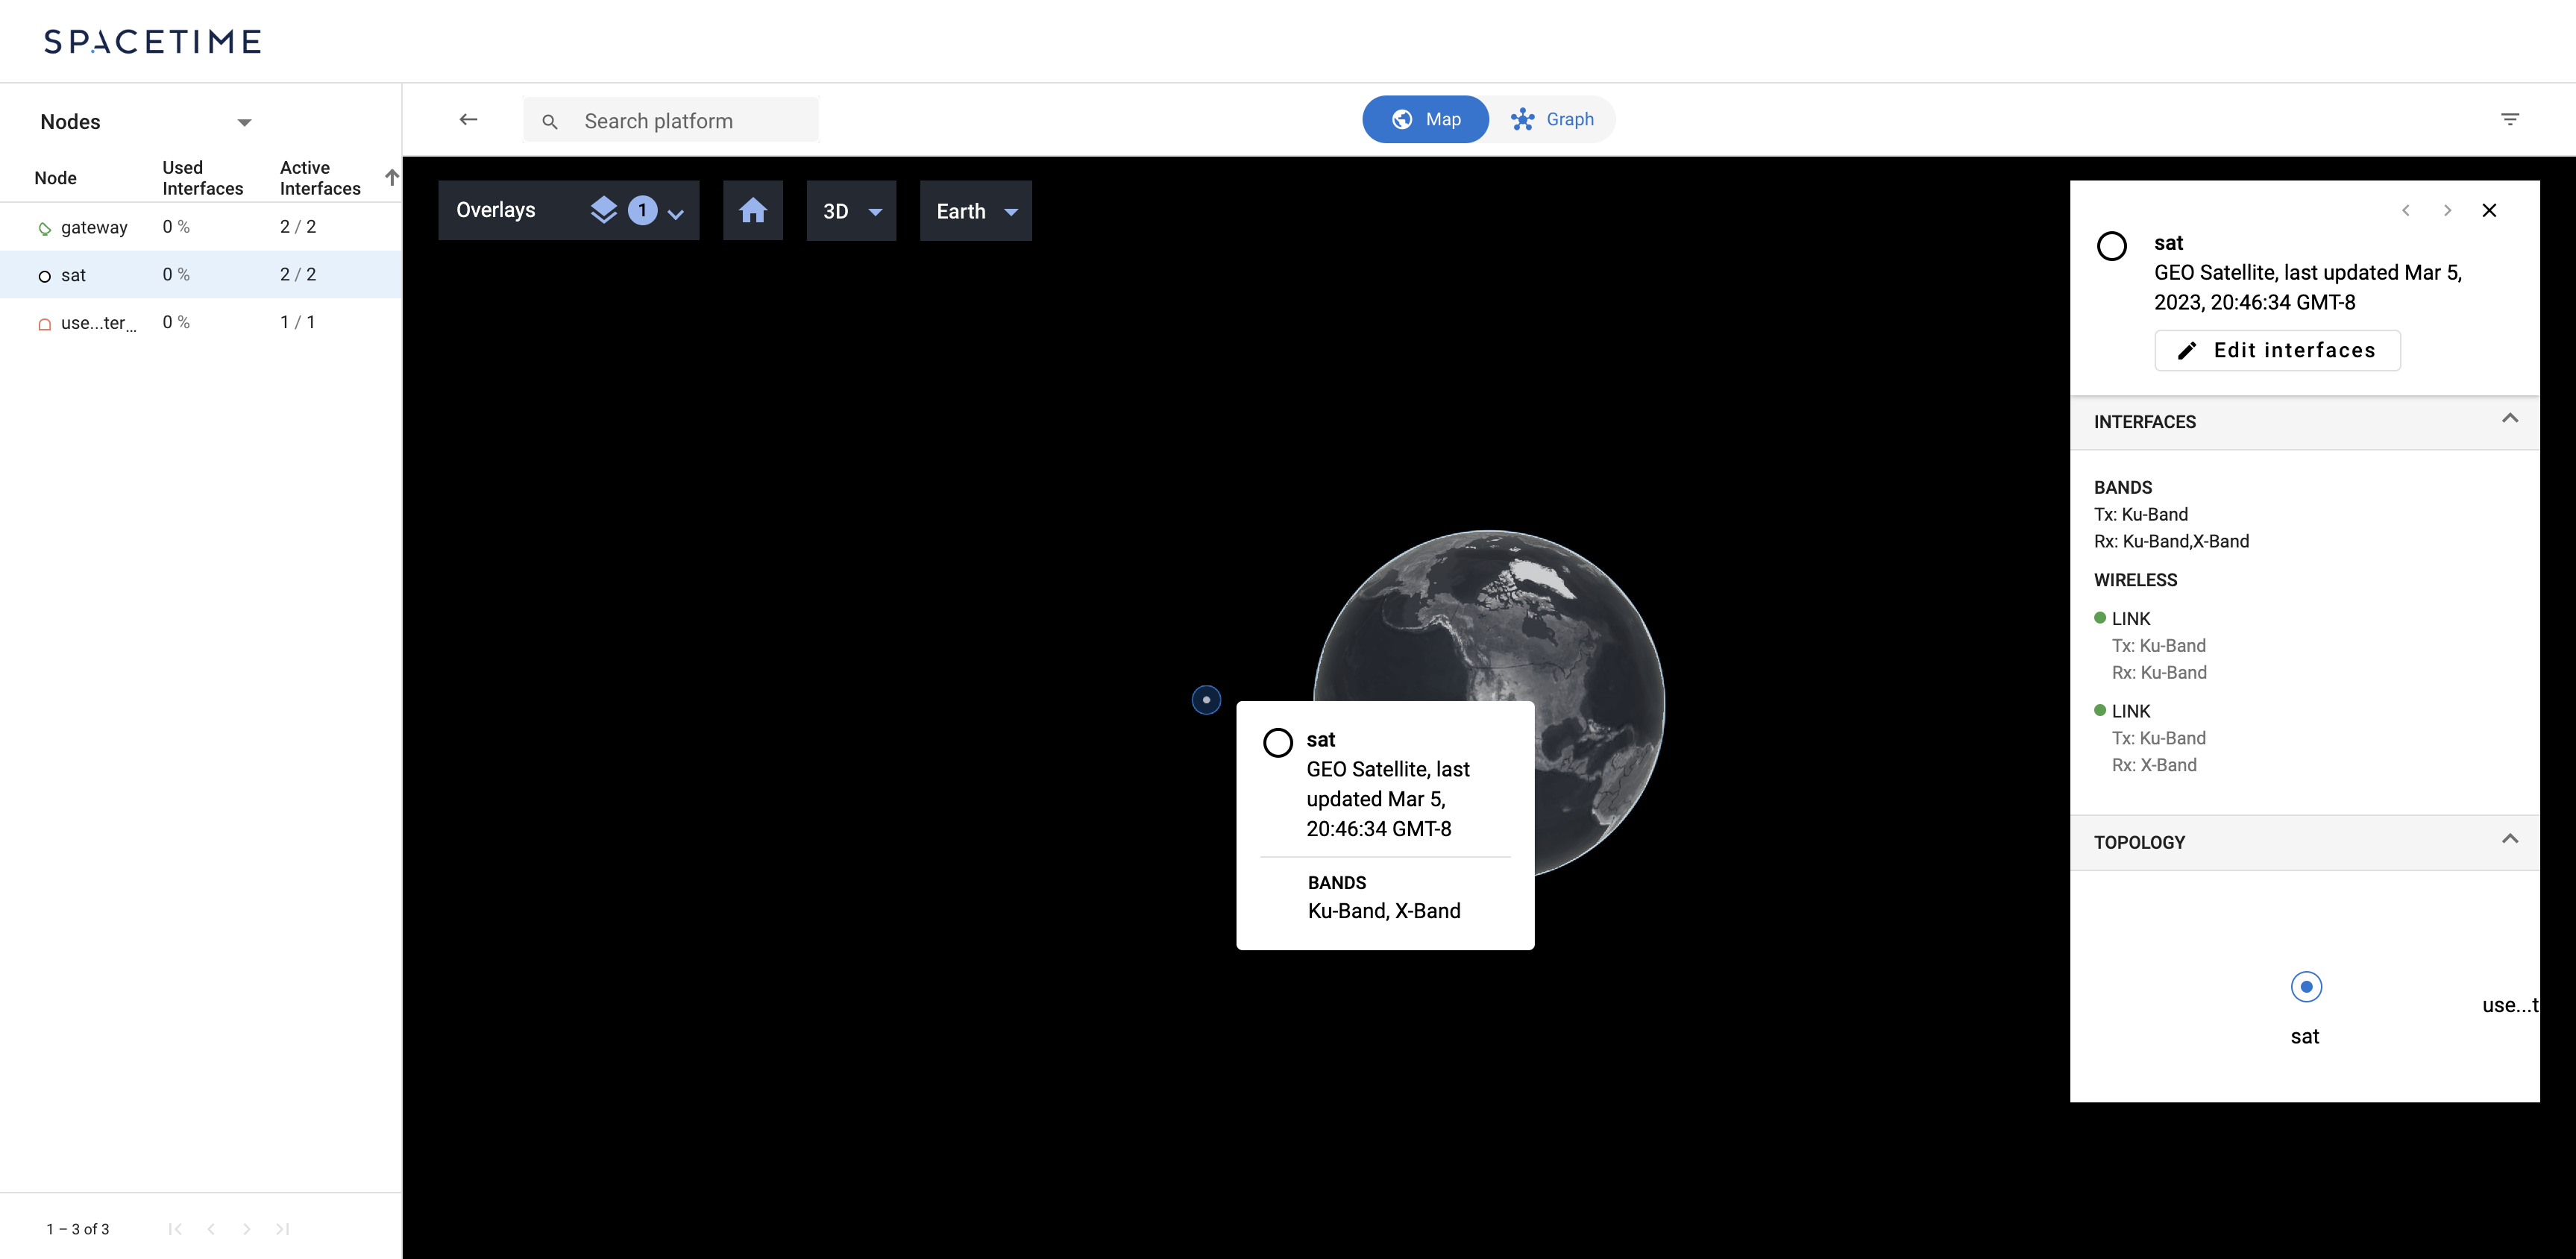 SPACETIME
Nodes
Search platform
Map
Graph
Node
Used
Interfaces
Active
Interfaces
gateway
0 %
2 / 2
sat
0 %
2 / 2
use...ter...
0 %
1 / 1
1 – 3 of 3
Overlays
1
3D
Earth
sat
GEO Satellite, last
updated Mar 5,
20:46:34 GMT-8
BANDS
Ku-Band, X-Band
sat
GEO Satellite, last updated Mar 5,
2023, 20:46:34 GMT-8
Edit interfaces
INTERFACES
BANDS
Tx: Ku-Band
Rx: Ku-Band,X-Band
WIRELESS
LINK
Tx: Ku-Band
Rx: Ku-Band
LINK
Tx: Ku-Band
Rx: X-Band
TOPOLOGY
sat
use...t